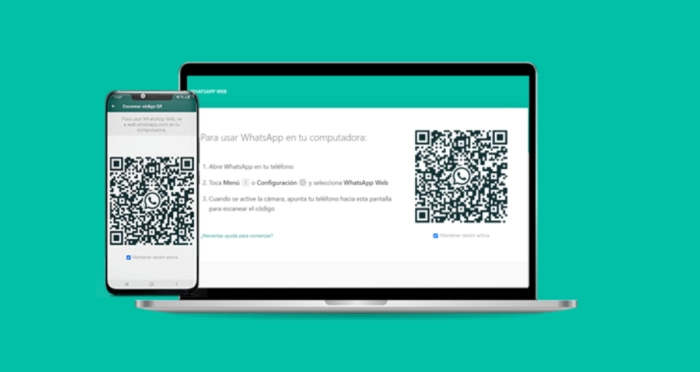 Escanear código QR
Para usar WhatsApp Web, ve
a web.whatsapp.com en tu
computadora.
Mantener sesión activa
WHATSAPP WEB
Para usar WhatsApp en tu computadora:
1. Abre WhatsApp en tu teléfono
2. Toca Menú o Configuración y selecciona WhatsApp Web
3. Cuando se active la cámara, apunta tu teléfono hacia esta pantalla
para escanear el código
¿Necesitas ayuda para comenzar?
Mantener sesión activa